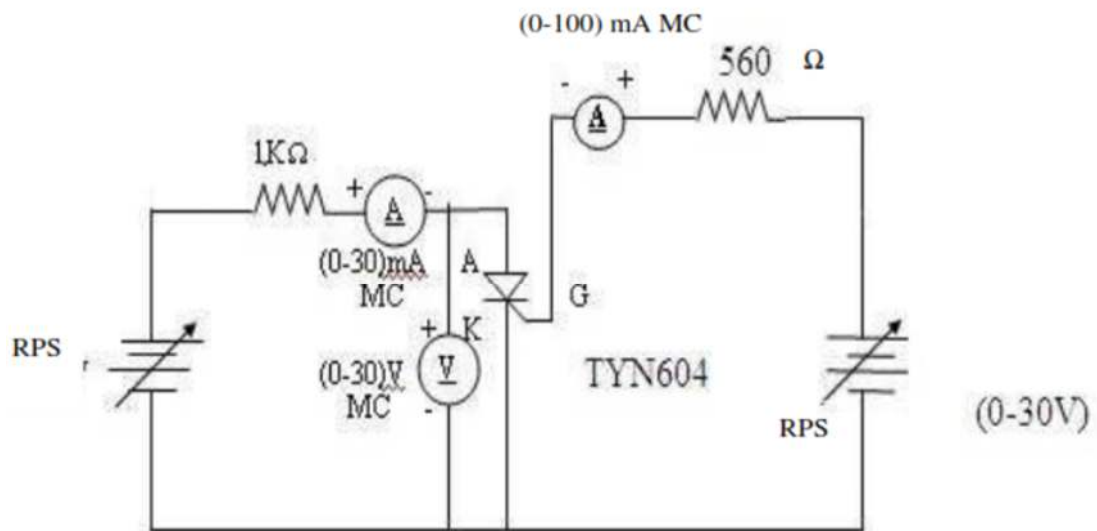 (0-100) mA MC
560 Ω
- +
A
1KΩ
+ -
A
(0-30)mA
MC
A
G
K
+
V
-
(0-30)V
MC
RPS
TYN604
RPS
(0-30V)